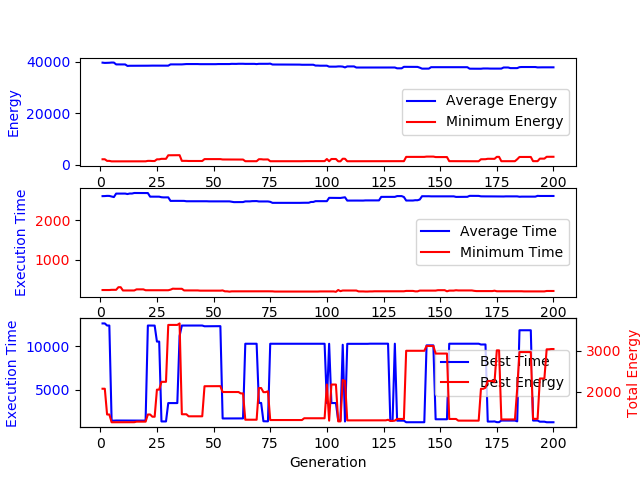 40000
20000
0
Energy
Average Energy
Minimum Energy
0 25 50 75 100 125 150 175 200
2000
1000
Execution Time
Average Time
Minimum Time
0 25 50 75 100 125 150 175 200
10000
5000
Execution Time
Best Time
Best Energy
3000
2000
Total Energy
0 25 50 75 100 125 150 175 200
Generation